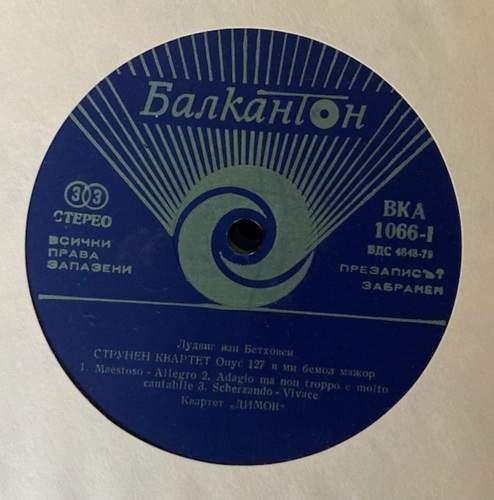 Балкантон
33
СТЕРЕО
ВСИЧКИ
ПРАВА
ЗАПАЗЕНИ
ВКА
1066-I
БДС 4848-79
ПРЕЗАПИСЪТ
ЗАБРАНЕН
Лудвиг ван Бетховен
СТРУНЕН КВАРТЕТ Опус 127 в ми бемол мажор
1. Maestoso - Allegro 2. Adagio ma non troppo e molto
cantabile 3. Scherzando - Vivace
Квартет „ДИМОВ"